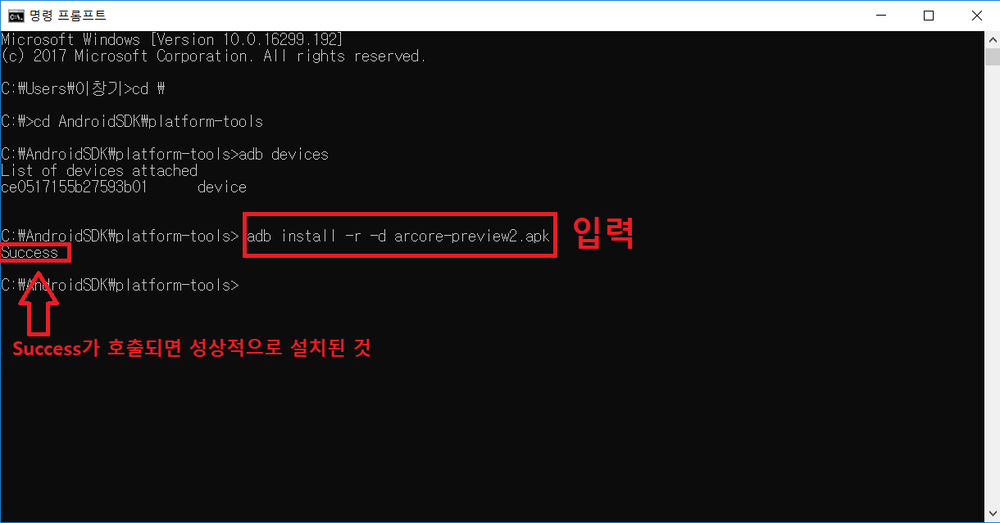 명령 프롬프트
Microsoft Windows [Version 10.0.16299.192]
(c) 2017 Microsoft Corporation. All rights reserved.
C:₩Users₩이창기>cd ₩
C:₩>cd AndroidSDK₩platform-tools
C:₩AndroidSDK₩platform-tools>adb devices
List of devices attached
ce0517155b27593b01 device
C:₩AndroidSDK₩platform-tools> adb install -r -d arcore-preview2.apk 입력
Success
C:₩AndroidSDK₩platform-tools>
Success가 호출되면 성상적으로 설치된 것